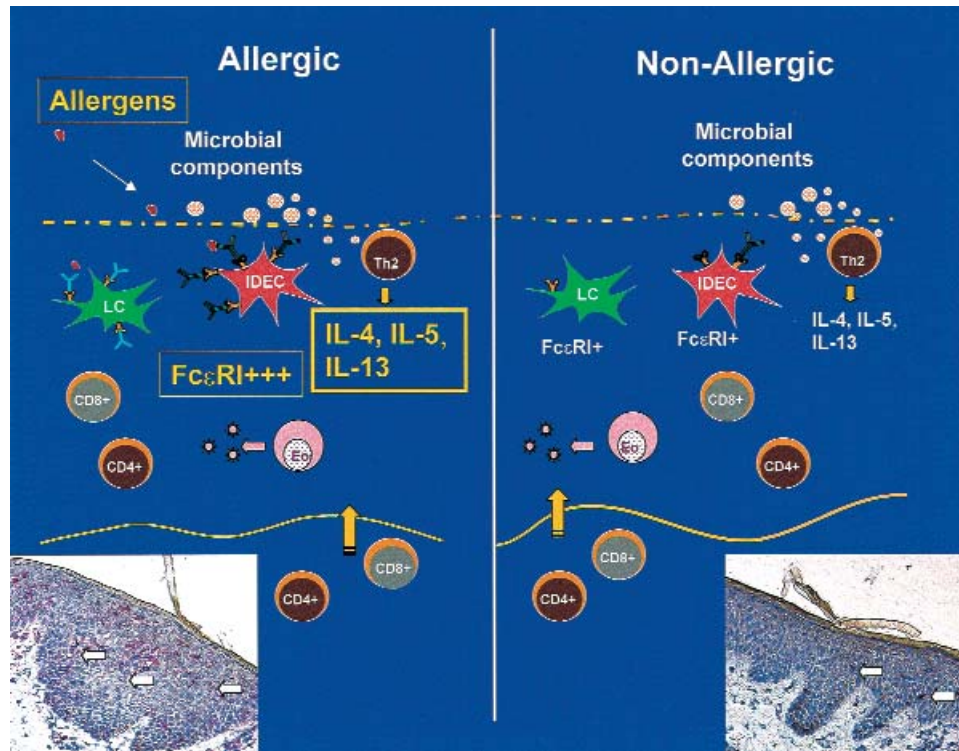 Allergic
Allergens
Microbial
components
LC
IDEC
Th2
IL-4, IL-5,
IL-13
FcεRI+++
CD8+
CD4+
Eo
CD4+
CD8+
Non-Allergic
Microbial
components
LC
FcεRI+
IDEC
FcεRI+
Th2
IL-4, IL-5,
IL-13
CD8+
Eo
CD4+
CD8+
CD4+